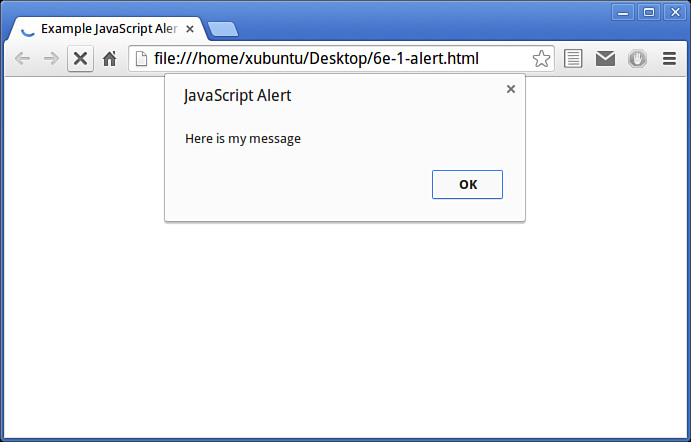 Example JavaScript Aler
file:///home/xubuntu/Desktop/6e-1-alert.html
JavaScript Alert
Here is my message
OK